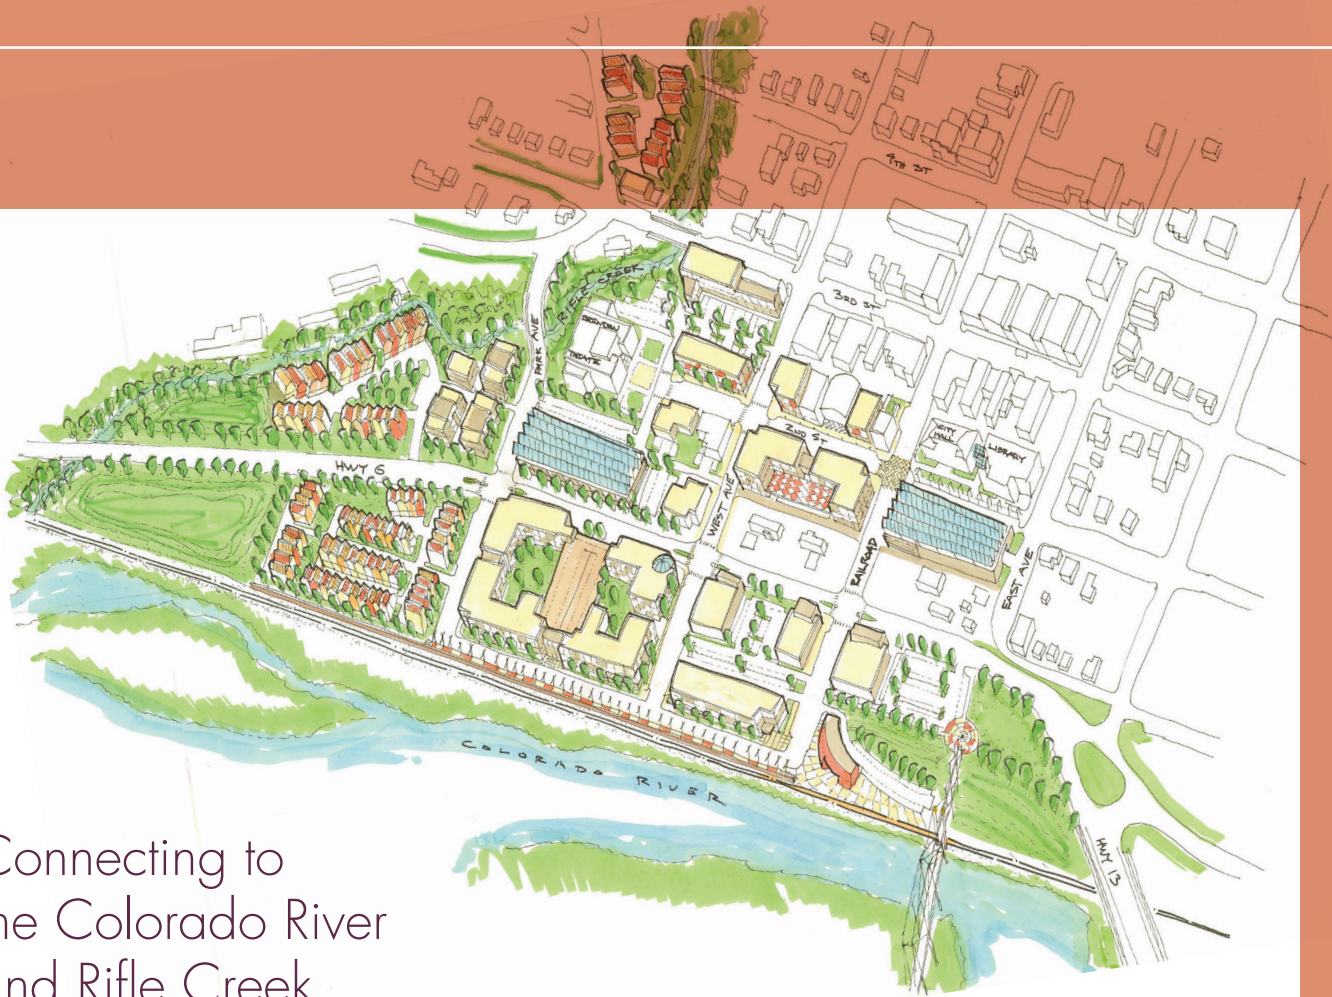 4TH ST
RIFLE CREEK
3RD ST
PARK AVE
THEATE
2ND ST
CITY
HALL
LIBRARY
HWY 6
WEST AVE
RAILROAD
EAST AVE
COLORADO RIVER
HWY 13
Connecting to
he Colorado River
nd Rifle Creek